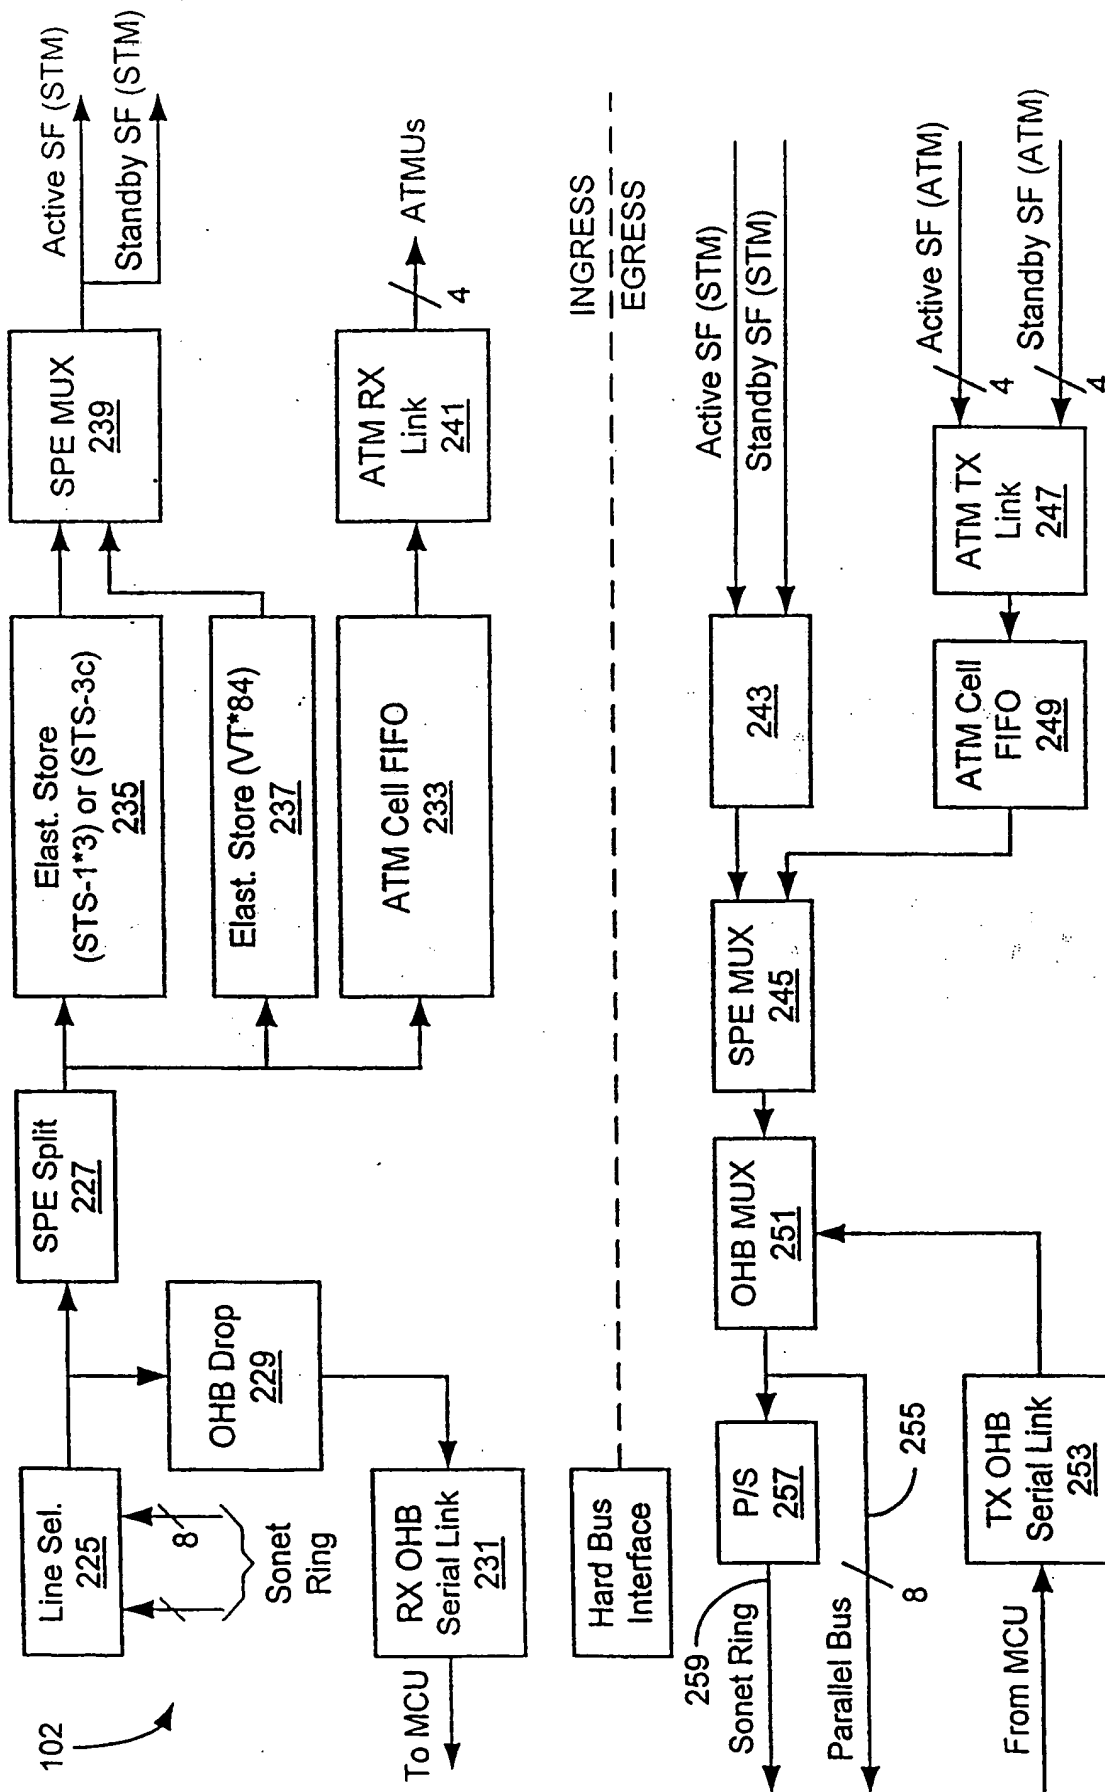 102
Line Sel.
225
8
Sonet
Ring
SPE Split
227
OHB Drop
229
RX OHB
Serial Link
231
To MCU
Elast. Store
(STS-1*3) or (STS-3c)
235
Elast. Store (VT*84)
237
ATM Cell FIFO
233
SPE MUX
239
Active SF (STM)
Standby SF (STM)
ATM RX
Link
241
4
ATMUs
Hard Bus
Interface
INGRESS
EGRESS
259
Sonet Ring
P/S
257
Parallel Bus
8
255
From MCU
TX OHB
Serial Link
253
OHB MUX
251
SPE MUX
245
243
Active SF (STM)
Standby SF (STM)
ATM Cell
FIFO
249
ATM TX
Link
247
4
Active SF (ATM)
4
Standby SF (ATM)